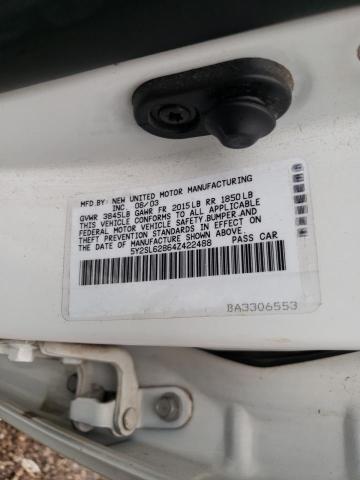 MFD.BY: NEW UNITED MOTOR MANUFACTURING
INC. 08/03
GVWR 3845LB GAWR FR 2015LB RR 1850LB
THIS VEHICLE CONFORMS TO ALL APPLICABLE
FEDERAL MOTOR VEHICLE SAFETY,BUMPER,AND
THEFT PREVENTION STANDARDS IN EFFECT ON
THE DATE OF MANUFACTURE SHOWN ABOVE.
5Y2SL62864Z422488 PASS CAR
BA3306553